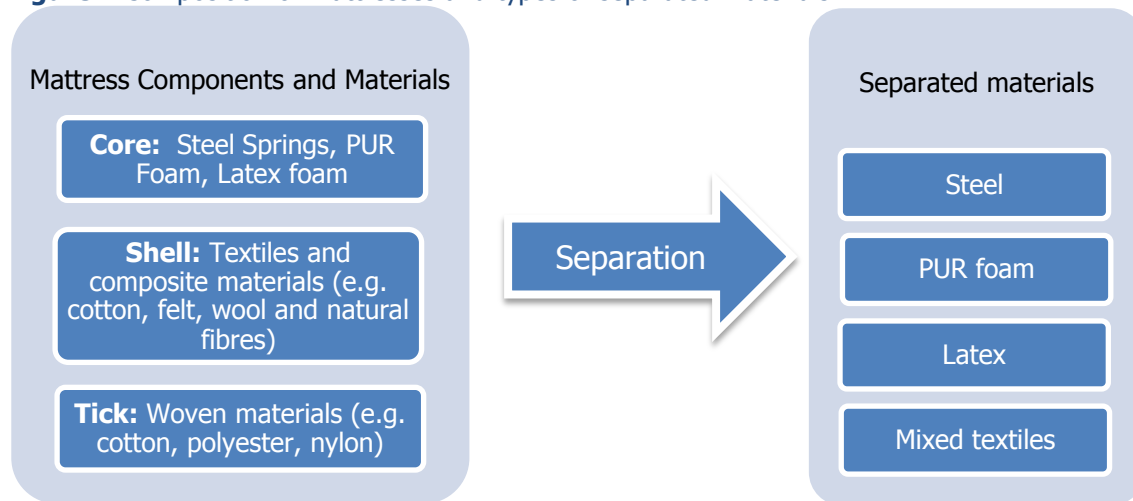 Mattress Components and Materials
Core: Steel Springs, PUR
Foam, Latex foam
Shell: Textiles and
composite materials (e.g.
cotton, felt, wool and natural
fibres)
Tick: Woven materials (e.g.
cotton, polyester, nylon)
Separation
Separated materials
Steel
PUR foam
Latex
Mixed textiles